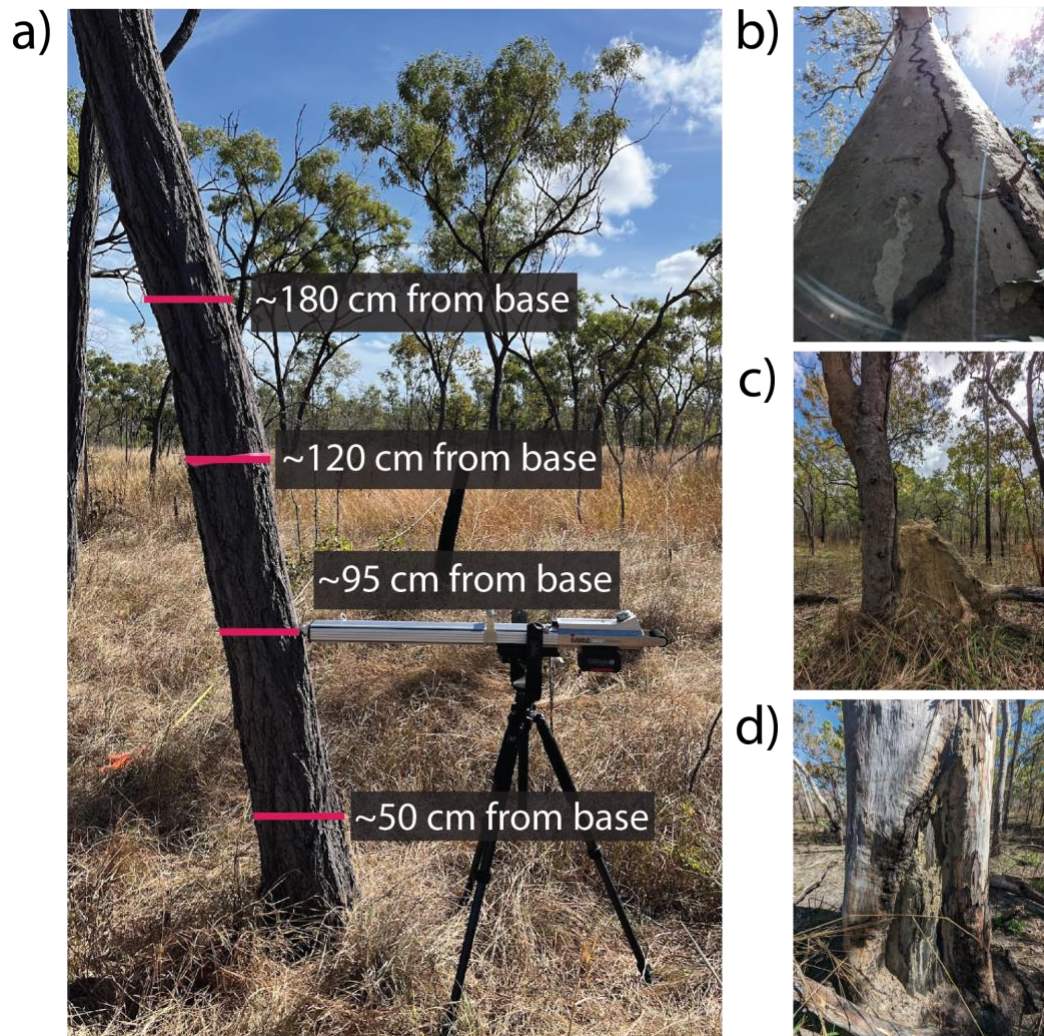 a)
~180 cm from base
~120 cm from base
~95 cm from base
~50 cm from base
b)
c)
d)